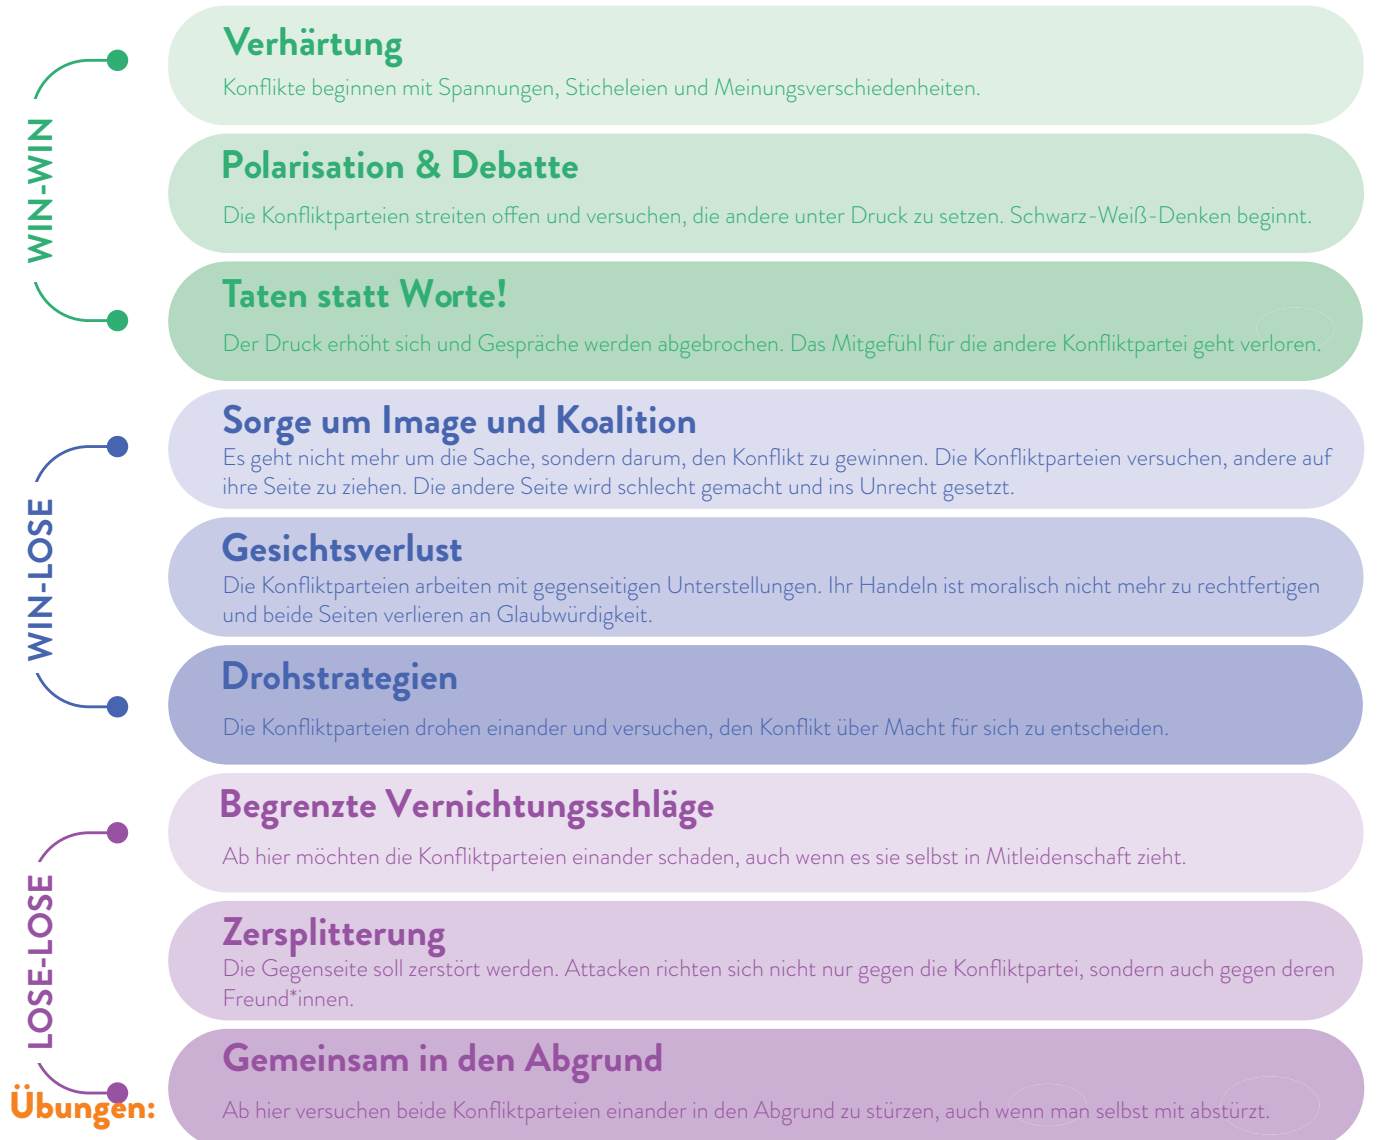 WIN-WIN
Verhärtung
Konflikte beginnen mit Spannungen, Sticheleien und Meinungsverschiedenheiten.
Polarisation & Debatte
Die Konfliktparteien streiten offen und versuchen, die andere unter Druck zu setzen. Schwarz-Weiß-Denken beginnt.
Taten statt Worte!
Der Druck erhöht sich und Gespräche werden abgebrochen. Das Mitgefühl für die andere Konfliktpartei geht verloren.
WIN-LOSE
Sorge um Image und Koalition
Es geht nicht mehr um die Sache, sondern darum, den Konflikt zu gewinnen. Die Konfliktparteien versuchen, andere auf
ihre Seite zu ziehen. Die andere Seite wird schlecht gemacht und ins Unrecht gesetzt.
Gesichtsverlust
Die Konfliktparteien arbeiten mit gegenseitigen Unterstellungen. Ihr Handeln ist moralisch nicht mehr zu rechtfertigen
und beide Seiten verlieren an Glaubwürdigkeit.
Drohstrategien
Die Konfliktparteien drohen einander und versuchen, den Konflikt über Macht für sich zu entscheiden.
LOSE-LOSE
Begrenzte Vernichtungsschläge
Ab hier möchten die Konfliktparteien einander schaden, auch wenn es sie selbst in Mitleidenschaft zieht.
Zersplitterung
Die Gegenseite soll zerstört werden. Attacken richten sich nicht nur gegen die Konfliktpartei, sondern auch gegen deren
Freund*innen.
Gemeinsam in den Abgrund
Ab hier versuchen beide Konfliktparteien einander in den Abgrund zu stürzen, auch wenn man selbst mit abstürzt.
Übungen: